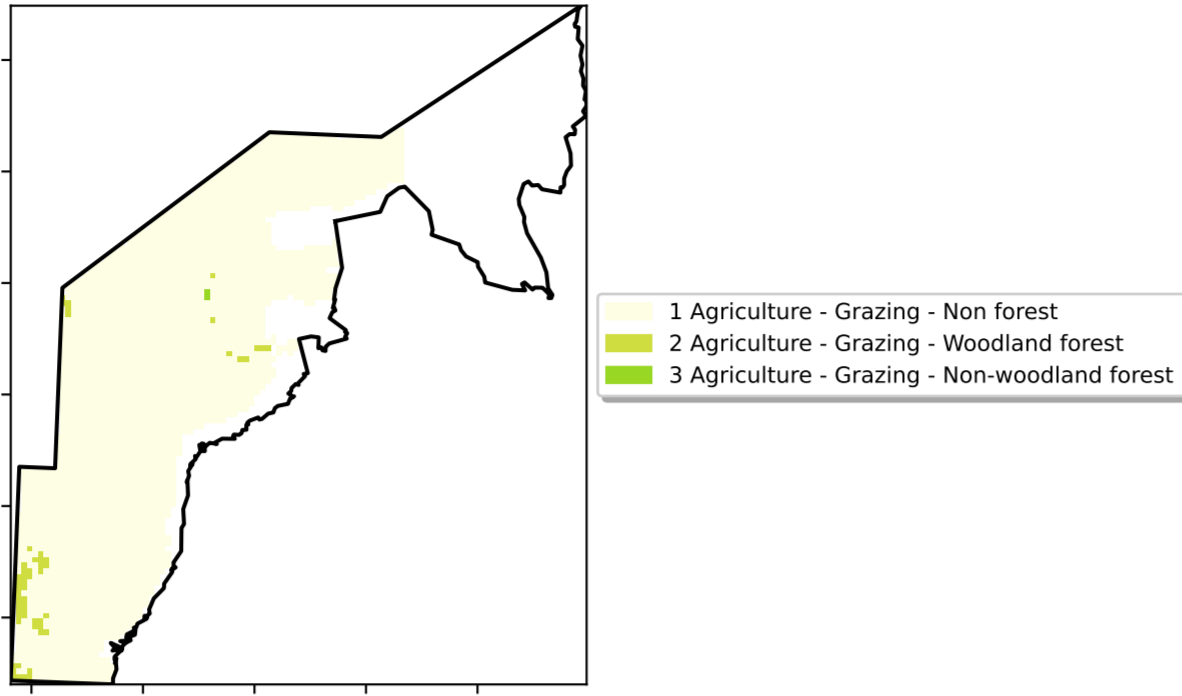 1 Agriculture - Grazing - Non forest
2 Agriculture - Grazing - Woodland forest
3 Agriculture - Grazing - Non-woodland forest